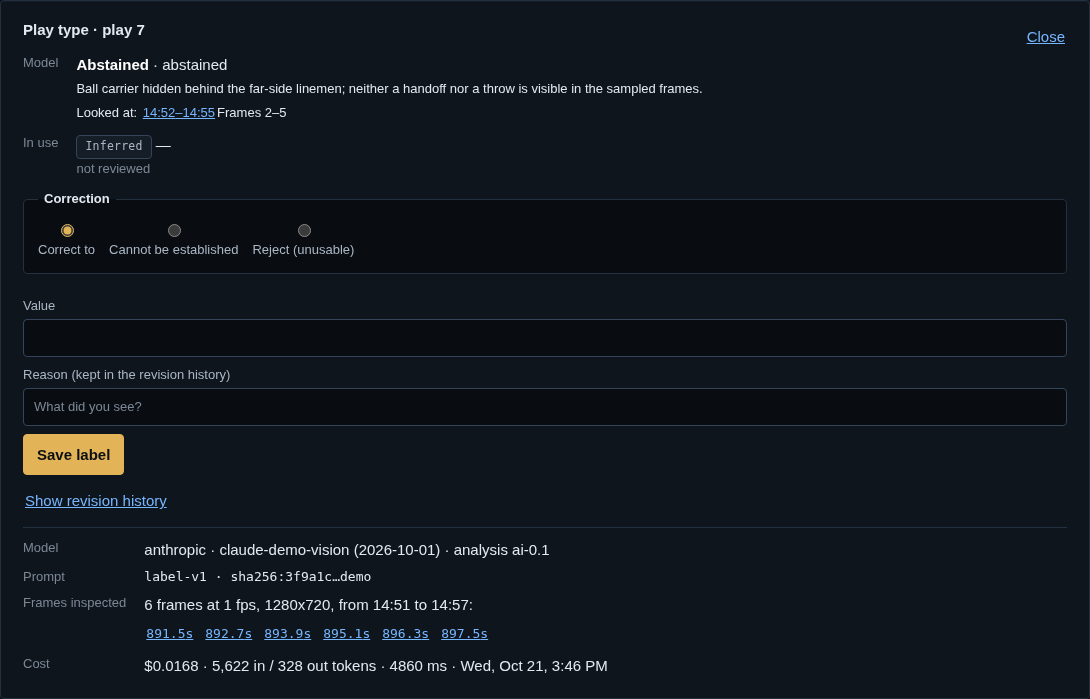 Play type · play 7
Close
Model
Abstained · abstained
Ball carrier hidden behind the far-side linemen; neither a handoff nor a throw is visible in the sampled frames.
Looked at: 14:52–14:55 Frames 2–5
In use
Inferred —
not reviewed
Correction
Correct to
Cannot be established
Reject (unusable)
Value
Reason (kept in the revision history)
What did you see?
Save label
Show revision history
Model
anthropic · claude-demo-vision (2026-10-01) · analysis ai-0.1
Prompt
label-v1 · sha256:3f9a1c…demo
Frames inspected
6 frames at 1 fps, 1280x720, from 14:51 to 14:57:
891.5s 892.7s 893.9s 895.1s 896.3s 897.5s
Cost
$0.0168 · 5,622 in / 328 out tokens · 4860 ms · Wed, Oct 21, 3:46 PM